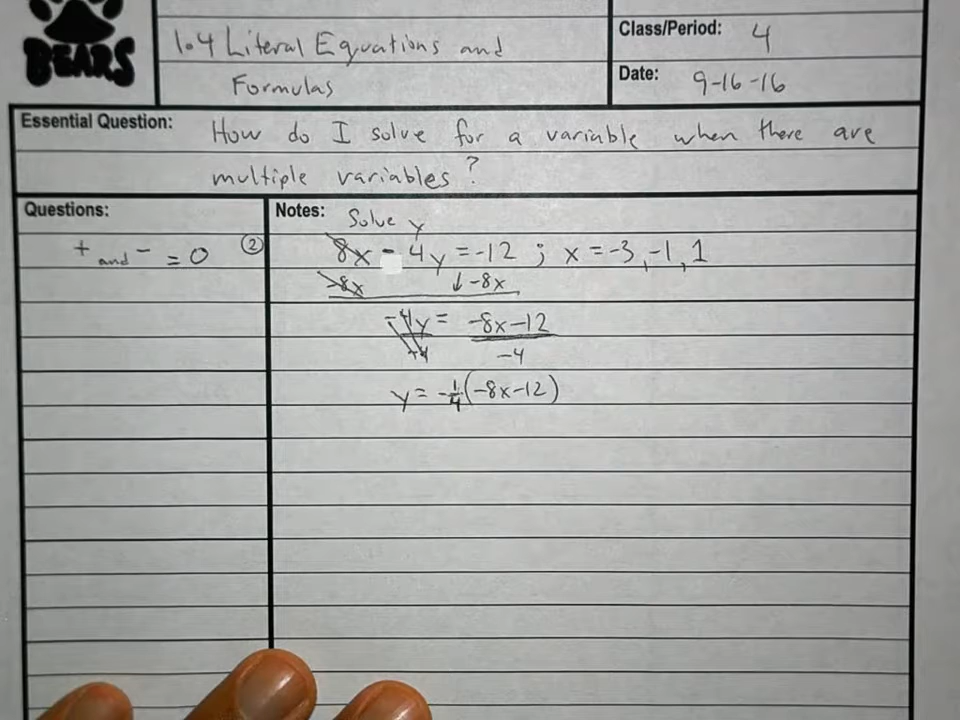 BEARS
1.4 Literal Equations and
Formulas
Class/Period: 4
Date: 9-16-16
Essential Question: How do I solve for a variable when there are
multiple variables?
Questions:
+ and - = 0
Notes: Solve y
② 8x - 4y = -12 ; x = -3, -1, 1
-8x ↓ -8x
-4y = -8x-12
-4 -4
y = -1/4(-8x-12)